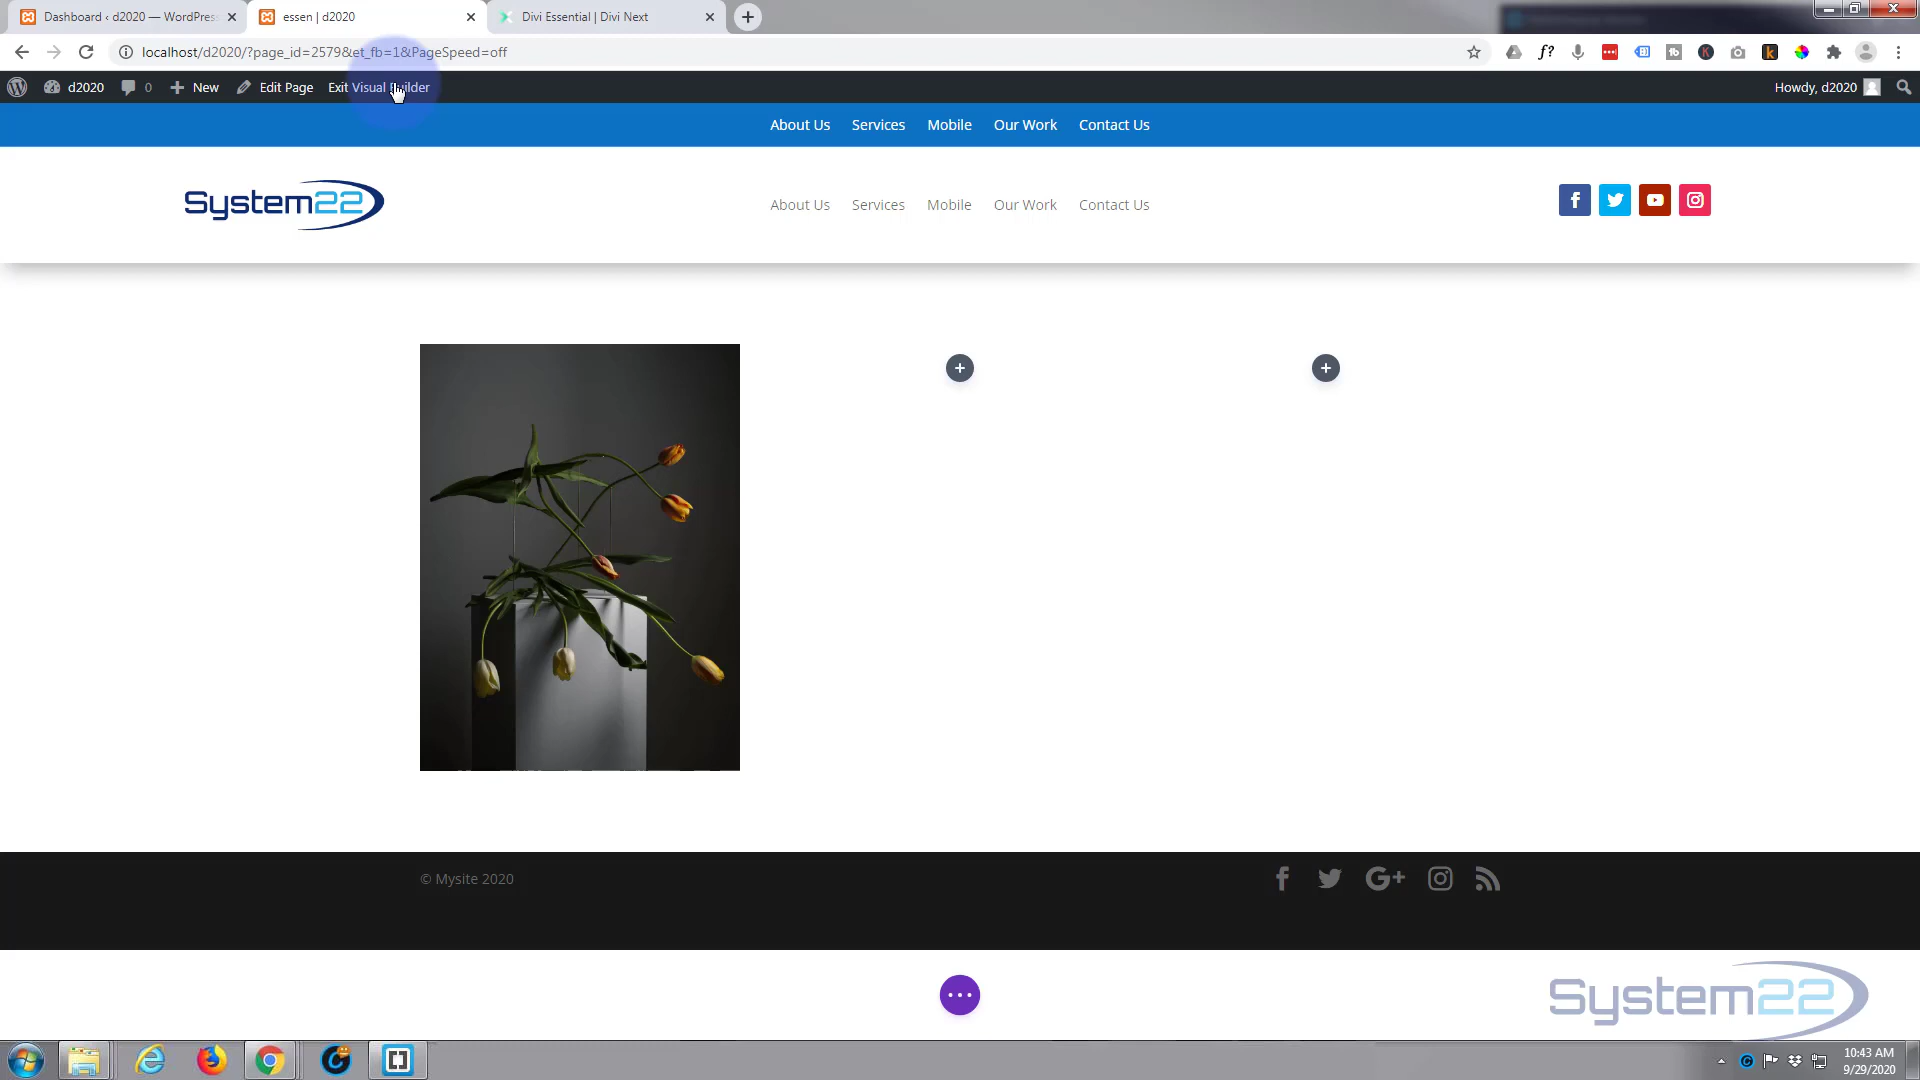 Dashboard ‹ d2020 — WordPress
essen | d2020
Divi Essential | Divi Next
localhost/d2020/?page_id=2579&et_fb=1&PageSpeed=off
d2020 0 New Edit Page Exit Visual Builder
Howdy, d2020
About Us Services Mobile Our Work Contact Us
System22
About Us Services Mobile Our Work Contact Us
© Mysite 2020
System22
10:43 AM
9/29/2020